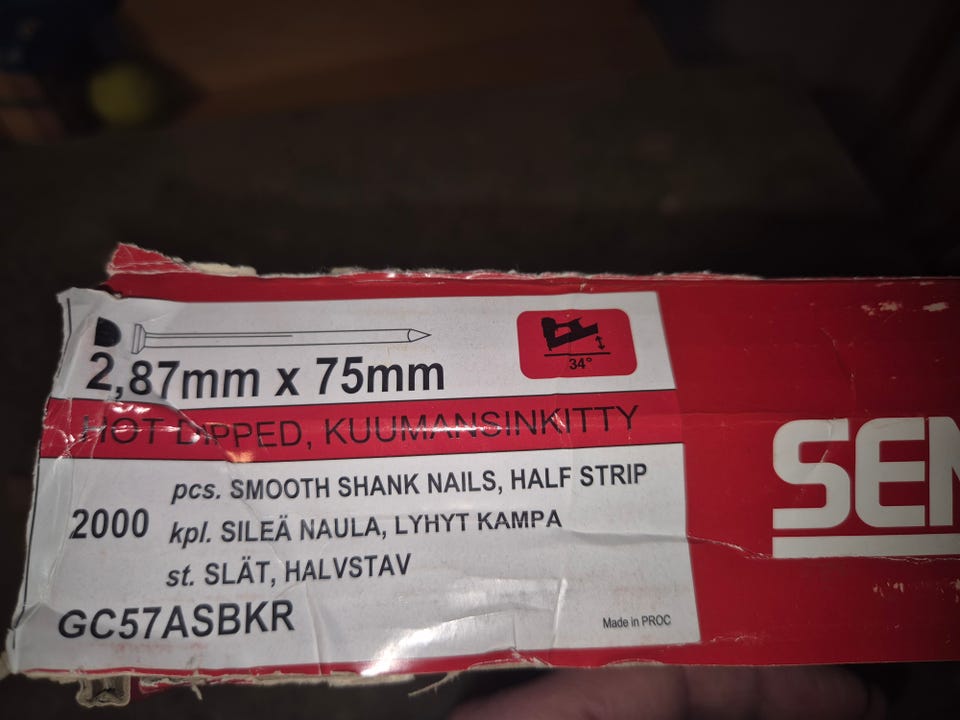 2,87mm x 75mm
34°
HOT DIPPED, KUUMANSINKITTY
2000
pcs. SMOOTH SHANK NAILS, HALF STRIP
kpl. SILEÄ NAULA, LYHYT KAMPA
st. SLÄT, HALVSTAV
GC57ASBKR
Made in PROC
SEN